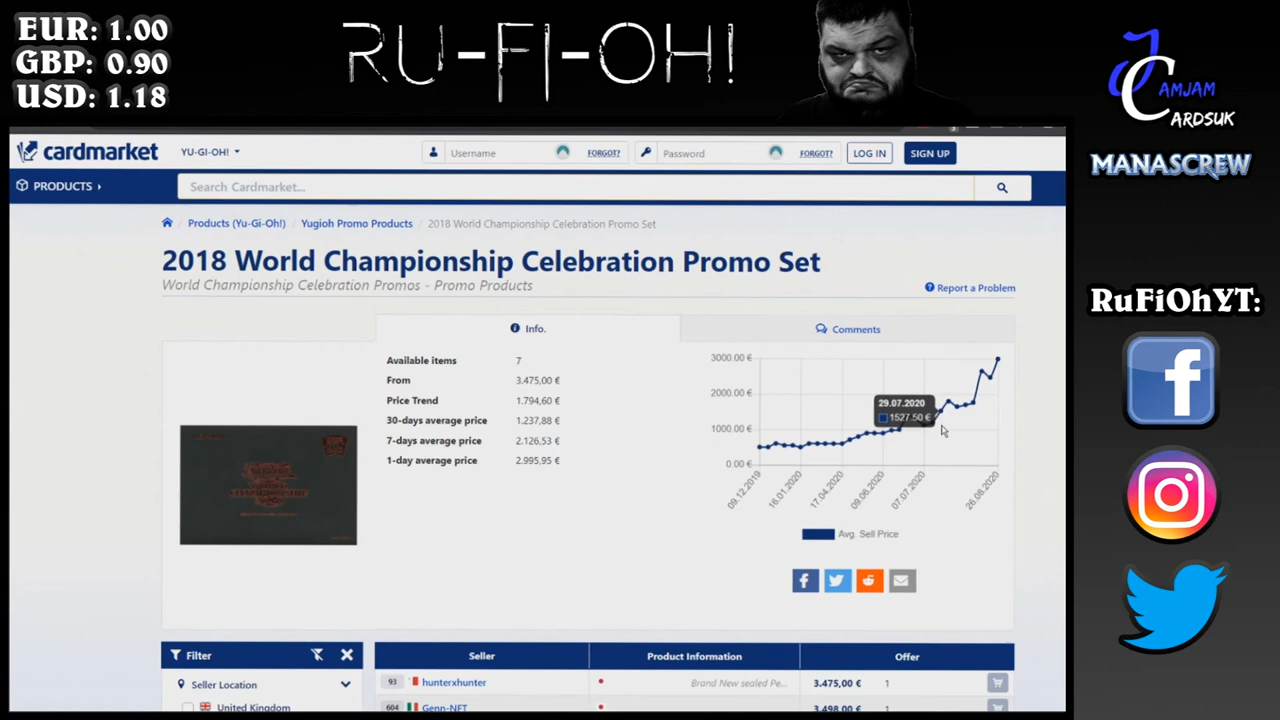 EUR: 1.00
GBP: 0.90
USD: 1.18
RU-FI-OH!
JCAMJAM
CARDSUK
MANASCREW
RuFiOhYT:
cardmarket
YU-GI-OH!
Username
FORGOT?
Password
FORGOT?
LOG IN
SIGN UP
PRODUCTS
Search Cardmarket...
Products (Yu-Gi-Oh!) / Yugioh Promo Products / 2018 World Championship Celebration Promo Set
2018 World Championship Celebration Promo Set
World Championship Celebration Promos - Promo Products
Report a Problem
Info.
Comments
Available items 7
From 3.475,00 €
Price Trend 1.794,60 €
30-days average price 1.237,88 €
7-days average price 2.126,53 €
1-day average price 2.995,95 €
CHAMPIONSHIP
3000.00 €
2000.00 €
1000.00 €
0.00 €
29.07.2020
1527.50 €
09.12.2019
16.01.2020
17.04.2020
09.06.2020
07.07.2020
26.08.2020
Avg. Sell Price
Filter
Seller
Product Information
Offer
Seller Location
United Kingdom
93 hunterxhunter Brand New sealed Pe... 3.475,00 € 1
604 Genn-NFT 3.498,00 € 1